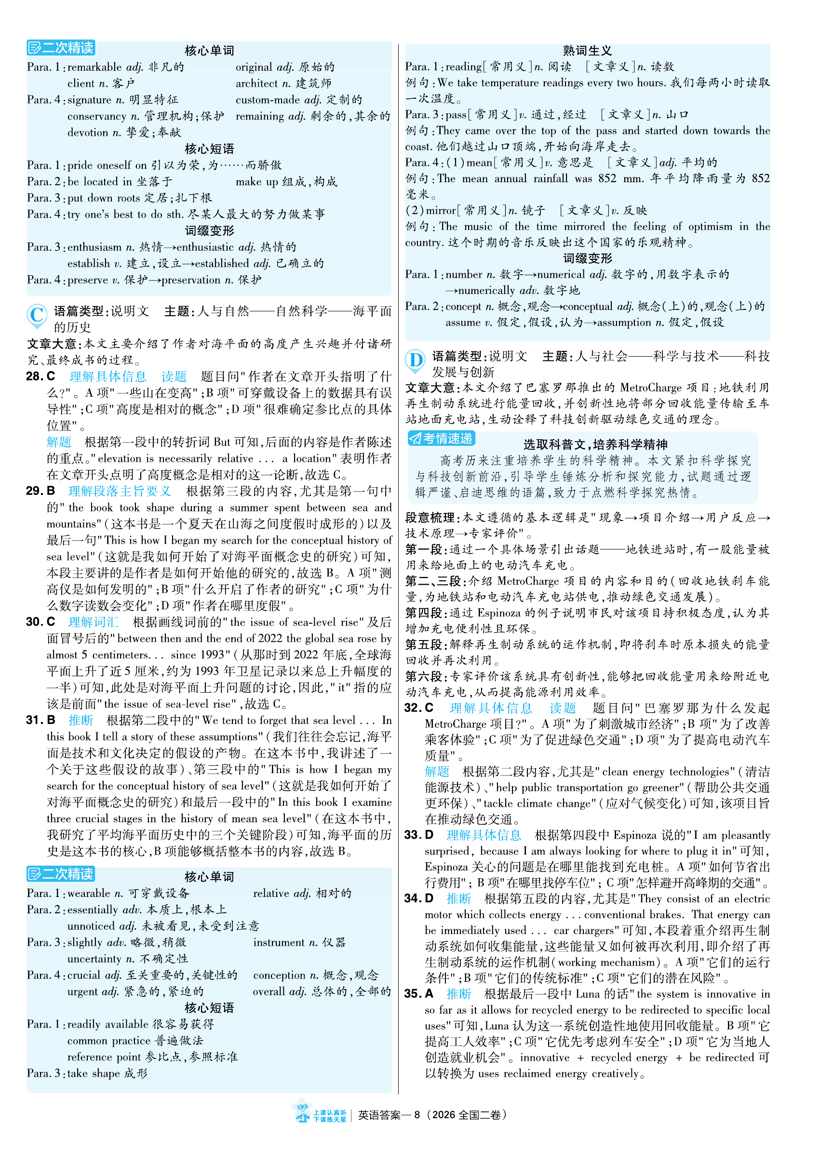 二次精读
核心单词
Para. 1:remarkable adj. 非凡的 original adj. 原始的
client n. 客户 architect n. 建筑师
Para. 4:signature n. 明显特征 custom-made adj. 定制的
conservancy n. 管理机构;保护 remaining adj. 剩余的,其余的
devotion n. 挚爱;奉献
核心短语
Para. 1:pride oneself on 引以为荣,为……而骄傲
Para. 2:be located in 坐落于 make up 组成,构成
Para. 3:put down roots 定居;扎下根
Para. 4:try one's best to do sth. 尽某人最大的努力做某事
词缀变形
Para. 3:enthusiasm n. 热情→enthusiastic adj. 热情的
establish v. 建立,设立→established adj. 已确立的
Para. 4:preserve v. 保护→preservation n. 保护
C 语篇类型:说明文 主题:人与自然——自然科学——海平面
的历史
文章大意:本文主要介绍了作者对海平面的高度产生兴趣并付诸研
究、最终成书的过程。
28. C 理解具体信息 读题 题目问"作者在文章开头指明了什
么?"。A 项"一些山在变高";B 项"可穿戴设备上的数据具有误
导性";C 项"高度是相对的概念";D 项"很难确定参比点的具体
位置"。
解题 根据第一段中的转折词 But 可知,后面的内容是作者陈述
的重点。"elevation is necessarily relative ... a location"表明作者
在文章开头点明了高度概念是相对的这一论断,故选 C。
29. B 理解段落主旨要义 根据第三段的内容,尤其是第一句中
的"the book took shape during a summer spent between sea and
mountains"(这本书是一个夏天在山海之间度假时成形的)以及
最后一句"This is how I began my search for the conceptual history of
sea level"(这就是我如何开始了对海平面概念史的研究)可知,
本段主要讲的是作者是如何开始他的研究的,故选 B。A 项"测
高仪是如何发明的";B 项"什么开启了作者的研究";C 项"为什
么数字读数会变化";D 项"作者在哪里度假"。
30. C 理解词汇 根据画线词前的"the issue of sea-level rise"及后
面冒号后的"between then and the end of 2022 the global sea rose by
almost 5 centimeters... since 1993"(从那时到 2022 年底,全球海
平面上升了近 5 厘米,约为 1993 年卫星记录以来总上升幅度的
一半)可知,此处是对海平面上升问题的讨论,因此,"it"指的应
该是前面"the issue of sea-level rise",故选 C。
31. B 推断 根据第二段中的"We tend to forget that sea level ... In
this book I tell a story of these assumptions"(我们往往会忘记,海平
面是技术和文化决定的假设的产物。在这本书中,我讲述了一
个关于这些假设的故事)、第三段中的"This is how I began my
search for the conceptual history of sea level"(这就是我如何开始了
对海平面概念史的研究)和最后一段中的"In this book I examine
three crucial stages in the history of mean sea level"(在这本书中,
我研究了平均海平面历史中的三个关键阶段)可知,海平面的历
史是这本书的核心,B 项能够概括整本书的内容,故选 B。
二次精读
核心单词
Para. 1:wearable n. 可穿戴设备 relative adj. 相对的
Para. 2:essentially adv. 本质上,根本上
unnoticed adj. 未被看见,未受到注意
Para. 3:slightly adv. 略微,稍微 instrument n. 仪器
uncertainty n. 不确定性
Para. 4:crucial adj. 至关重要的,关键性的 conception n. 概念,观念
urgent adj. 紧急的,紧迫的 overall adj. 总体的,全部的
核心短语
Para. 1:readily available 很容易获得
common practice 普遍做法
reference point 参比点,参照标准
Para. 3:take shape 成形
熟词生义
Para. 1:reading[常用义]n. 阅读 [文章义]n. 读数
例句:We take temperature readings every two hours. 我们每两小时读取
一次温度。
Para. 3:pass[常用义]v. 通过,经过 [文章义]n. 山口
例句:They came over the top of the pass and started down towards the
coast. 他们越过山口顶端,开始向海岸走去。
Para. 4:(1)mean[常用义]v. 意思是 [文章义]adj. 平均的
例句:The mean annual rainfall was 852 mm. 年平均降雨量为 852
毫米。
(2)mirror[常用义]n. 镜子 [文章义]v. 反映
例句:The music of the time mirrored the feeling of optimism in the
country. 这个时期的音乐反映出这个国家的乐观精神。
词缀变形
Para. 1:number n. 数字→numerical adj. 数字的,用数字表示的
→numerically adv. 数字地
Para. 2:concept n. 概念,观念→conceptual adj. 概念(上)的,观念(上)的
assume v. 假定,假设,认为→assumption n. 假定,假设
D 语篇类型:说明文 主题:人与社会——科学与技术——科技
发展与创新
文章大意:本文介绍了巴塞罗那推出的 MetroCharge 项目:地铁利用
再生制动系统进行能量回收,并创新性地将部分回收能量传输至车
站地面充电站,生动诠释了科技创新驱动绿色交通的理念。
考情速递
选取科普文,培养科学精神
高考历来注重培养学生的科学精神。本文紧扣科学探究
与科技创新前沿,引导学生锤炼分析和探究能力,试题通过逻
辑严谨、启迪思维的语篇,致力于点燃科学探究热情。
段意梳理:本文遵循的基本逻辑是"现象→项目介绍→用户反应→
技术原理→专家评价"。
第一段:通过一个具体场景引出话题——地铁进站时,有一股能量被
用来给地面上的电动汽车充电。
第二、三段:介绍 MetroCharge 项目的内容和目的(回收地铁刹车能
量,为地铁站和电动汽车充电站供电,推动绿色交通发展)。
第四段:通过 Espinoza 的例子说明市民对该项目持积极态度,认为其
增加充电便利性且环保。
第五段:解释再生制动系统的运作机制,即将刹车时原本损失的能量
回收并再次利用。
第六段:专家评价该系统具有创新性,能够把回收能量用来给附近电
动汽车充电,从而提高能源利用效率。
32. C 理解具体信息 读题 题目问"巴塞罗那为什么发起
MetroCharge 项目?"。A 项"为了刺激城市经济";B 项"为了改善
乘客体验";C 项"为了促进绿色交通";D 项"为了提高电动汽车
质量"。
解题 根据第二段内容,尤其是"clean energy technologies"(清洁
能源技术)、"help public transportation go greener"(帮助公共交通
更环保)、"tackle climate change"(应对气候变化)可知,该项目旨
在推动绿色交通。
33. D 理解具体信息 根据第四段中 Espinoza 说的"I am pleasantly
surprised, because I am always looking for where to plug it in"可知,
Espinoza 关心的问题是在哪里能找到充电桩。A 项"如何节省出
行费用";B 项"在哪里找停车位";C 项"怎样避开高峰期的交通"。
34. D 推断 根据第五段的内容,尤其是"They consist of an electric
motor which collects energy ... conventional brakes. That energy can
be immediately used ... car chargers"可知,本段着重介绍再生制
动系统如何收集能量,这些能量又如何被再次利用,即介绍了再
生制动系统的运作机制(working mechanism)。A 项"它们的运行
条件";B 项"它们的传统标准";C 项"它们的潜在风险"。
35. A 推断 根据最后一段中 Luna 的话"the system is innovative in
so far as it allows for recycled energy to be redirected to specific local
uses"可知,Luna 认为这一系统创造性地使用回收能量。B 项"它
提高工人效率";C 项"它优先考虑列车安全";D 项"它为当地人
创造就业机会"。innovative + recycled energy + be redirected 可
以转换为 uses reclaimed energy creatively。
上课认真听
下课练天星
英语答案—8(2026 全国二卷)